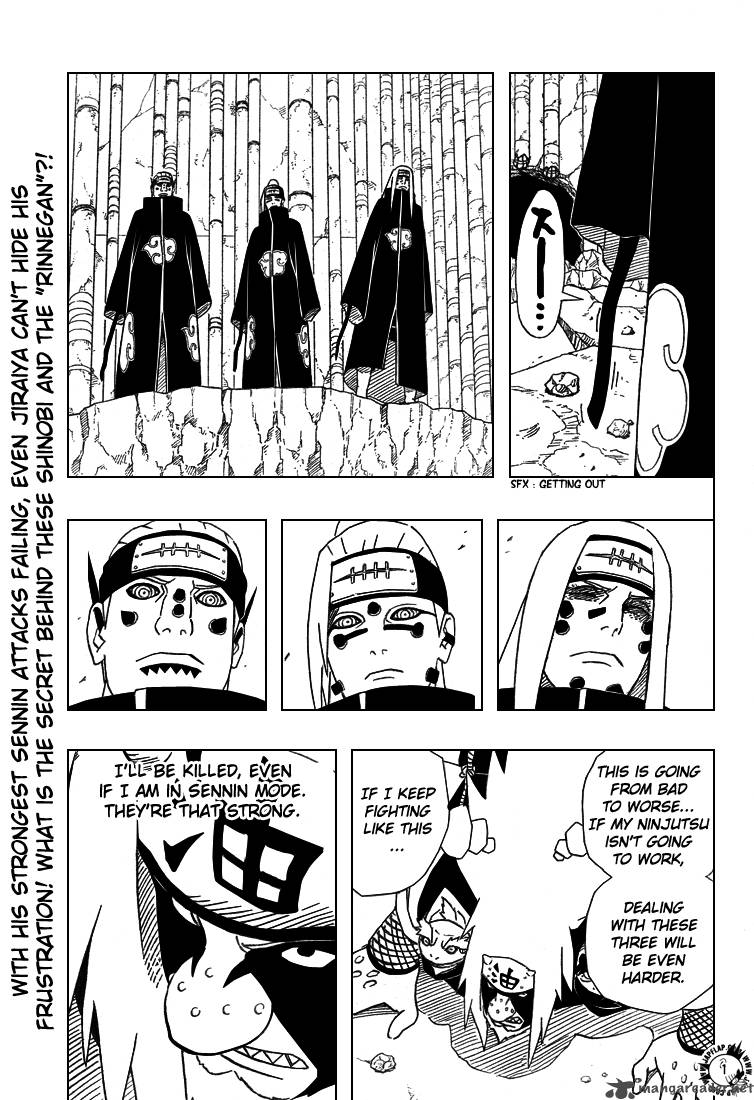 WITH HIS STRONGEST SENNIN ATTACKS FAILING, EVEN JIRAIYA CAN'T HIDE HIS
FRUSTRATION! WHAT IS THE SECRET BEHIND THESE SHINOBI AND THE "RINNEGAN"?!
スー…
SFX : GETTING OUT
THIS IS GOING
FROM BAD
TO WORSE...
IF MY NINJUTSU
ISN'T GOING
TO WORK,
DEALING
WITH THESE
THREE WILL
BE EVEN
HARDER.
IF I KEEP
FIGHTING
LIKE THIS
...
油
I'LL BE KILLED, EVEN
IF I AM IN SENNIN MODE.
THEY'RE THAT STRONG.
mangareader.net